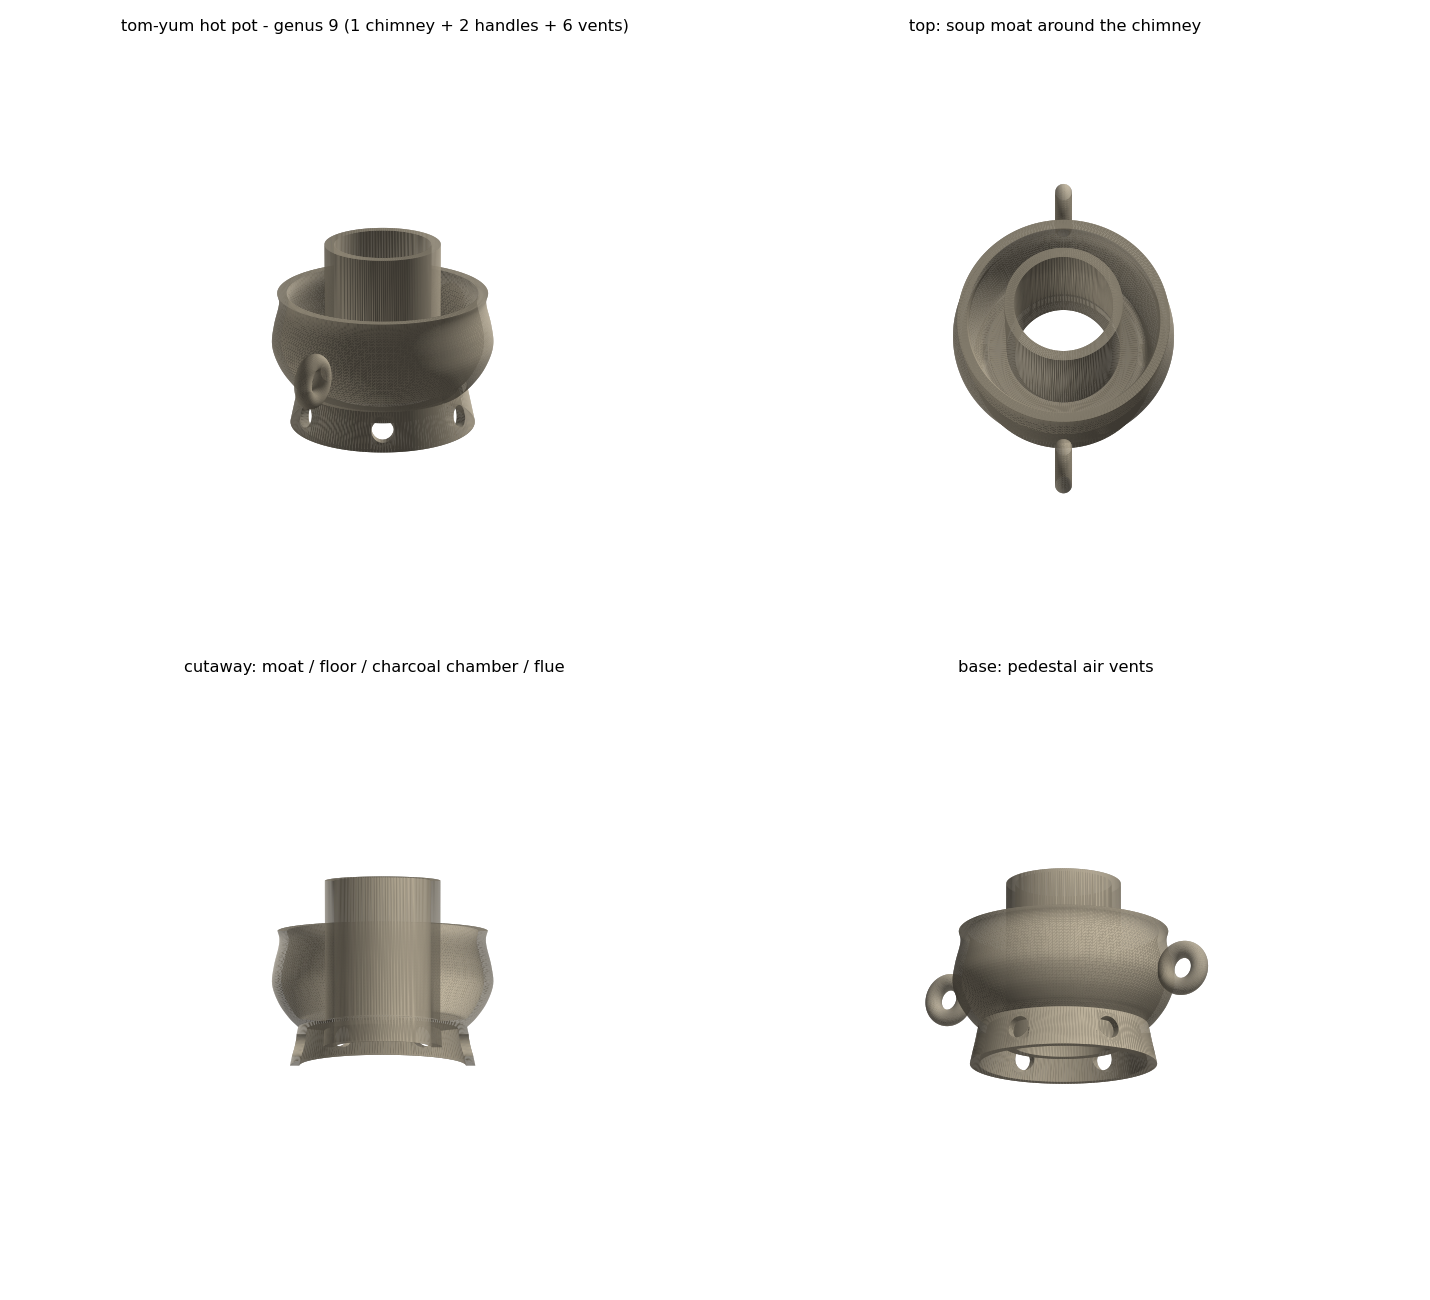 tom-yum hot pot - genus 9 (1 chimney + 2 handles + 6 vents)
top: soup moat around the chimney
cutaway: moat / floor / charcoal chamber / flue
base: pedestal air vents